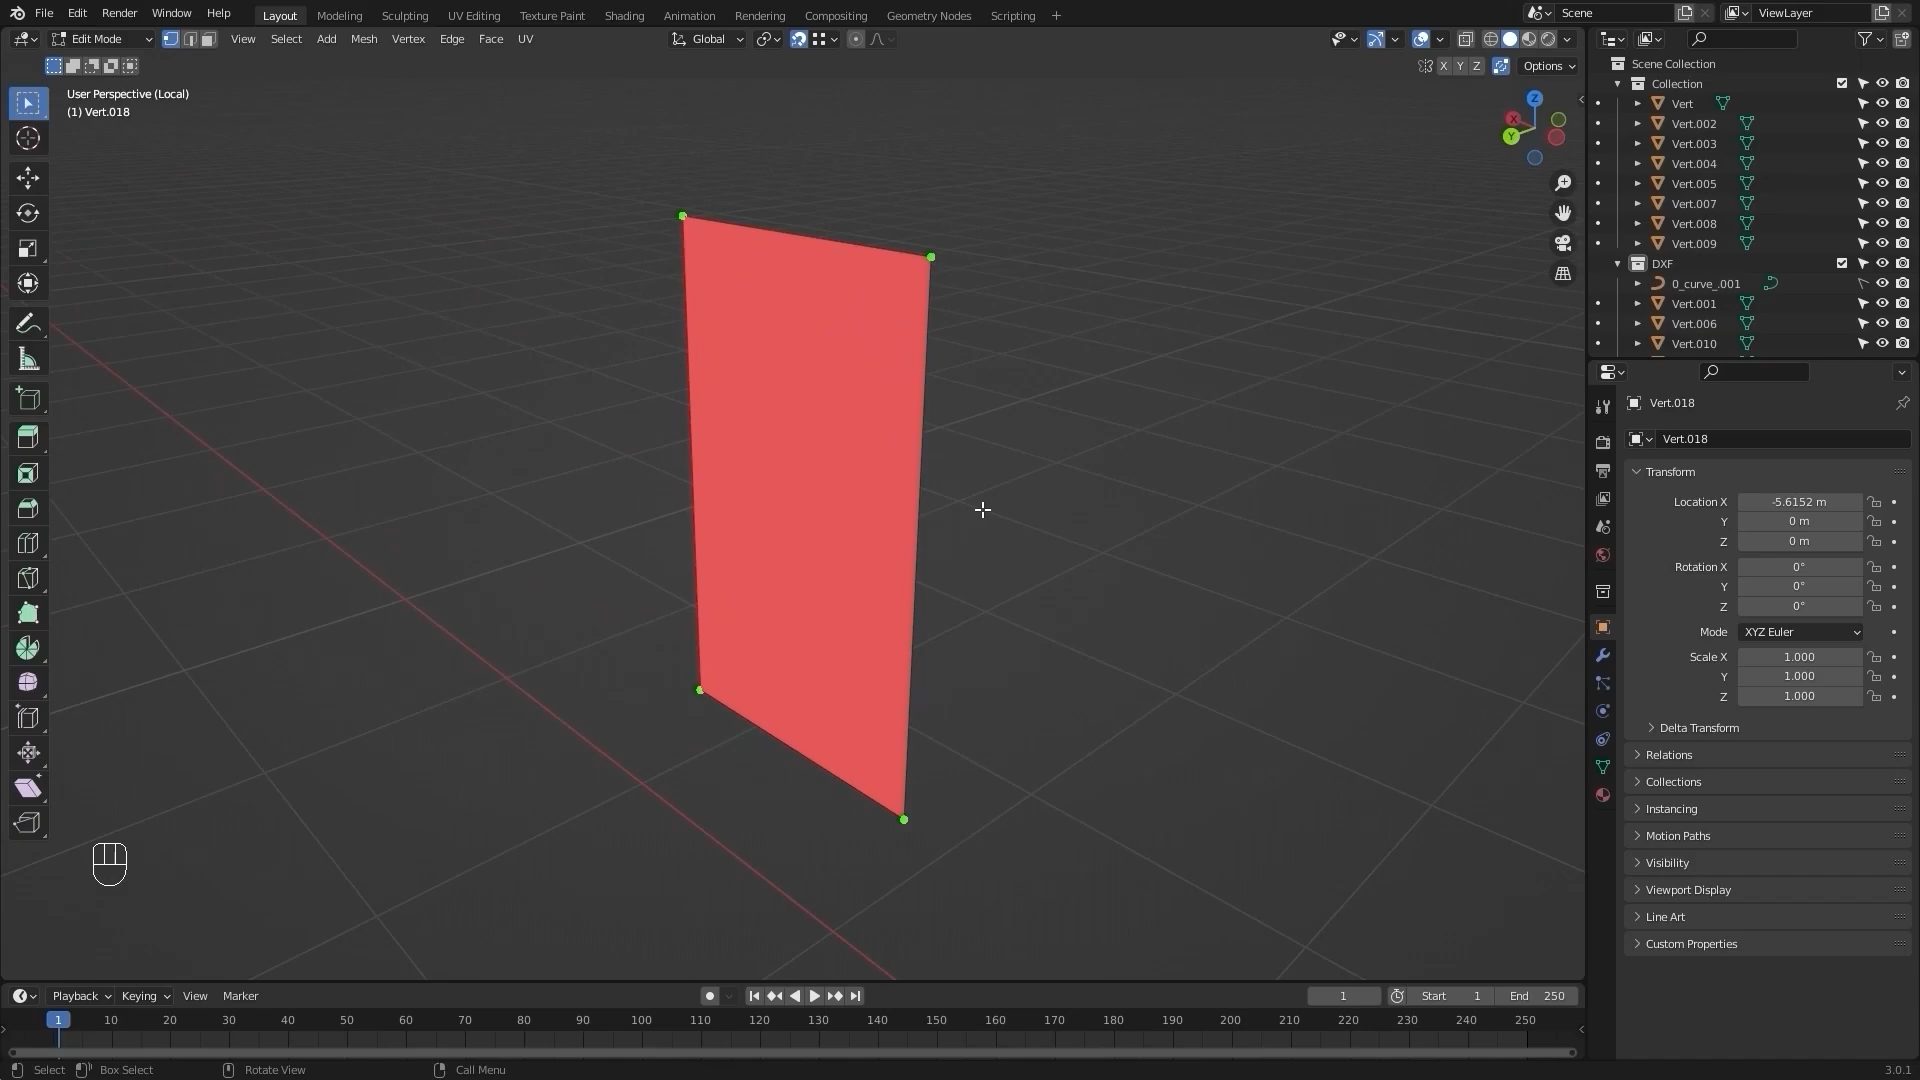 File Edit Render Window Help Layout Modeling Sculpting UV Editing Texture Paint Shading Animation Rendering Compositing Geometry Nodes Scripting + Scene ViewLayer
Edit Mode View Select Add Mesh Vertex Edge Face UV Global
X Y Z Options
User Perspective (Local)
(1) Vert.018
Z
X
Y
Scene Collection
Collection
Vert
Vert.002
Vert.003
Vert.004
Vert.005
Vert.007
Vert.008
Vert.009
DXF
0_curve_.001
Vert.001
Vert.006
Vert.010
Vert.018
Vert.018
Transform
Location X -5.6152 m
Y 0 m
Z 0 m
Rotation X 0°
Y 0°
Z 0°
Mode XYZ Euler
Scale X 1.000
Y 1.000
Z 1.000
Delta Transform
Relations
Collections
Instancing
Motion Paths
Visibility
Viewport Display
Line Art
Custom Properties
Playback Keying View Marker 1 Start 1 End 250
1 10 20 30 40 50 60 70 80 90 100 110 120 130 140 150 160 170 180 190 200 210 220 230 240 250
Select Box Select Rotate View Call Menu 3.0.1